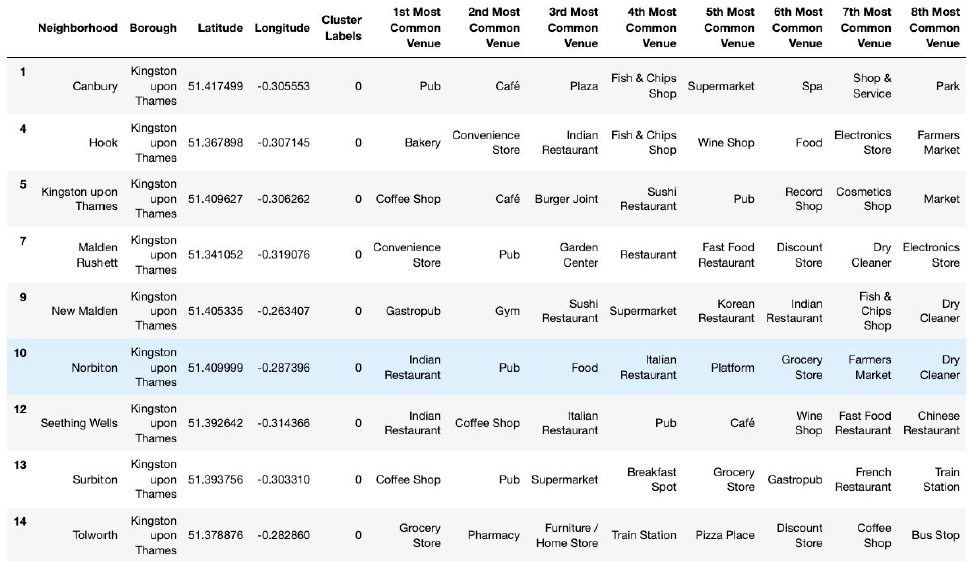 Neighborhood Borough Latitude Longitude Cluster Labels 1st Most Common Venue 2nd Most Common Venue 3rd Most Common Venue 4th Most Common Venue 5th Most Common Venue 6th Most Common Venue 7th Most Common Venue 8th Most Common Venue
1 Canbury Kingston upon Thames 51.417499 -0.305553 0 Pub Café Plaza Fish & Chips Shop Supermarket Spa Shop & Service Park
4 Hook Kingston upon Thames 51.367898 -0.307145 0 Bakery Convenience Store Indian Restaurant Fish & Chips Shop Wine Shop Food Electronics Store Farmers Market
5 Kingston upon Thames Kingston upon Thames 51.409627 -0.306262 0 Coffee Shop Café Burger Joint Sushi Restaurant Pub Record Shop Cosmetics Shop Market
7 Malden Rushett Kingston upon Thames 51.341052 -0.319076 0 Convenience Store Pub Garden Center Restaurant Fast Food Restaurant Discount Store Dry Cleaner Electronics Store
9 New Malden Kingston upon Thames 51.405335 -0.263407 0 Gastropub Gym Sushi Restaurant Supermarket Korean Restaurant Indian Restaurant Fish & Chips Shop Dry Cleaner
10 Norbiton Kingston upon Thames 51.409999 -0.287396 0 Indian Restaurant Pub Food Italian Restaurant Platform Grocery Store Farmers Market Dry Cleaner
12 Seething Wells Kingston upon Thames 51.392642 -0.314366 0 Indian Restaurant Coffee Shop Italian Restaurant Pub Café Wine Shop Fast Food Restaurant Chinese Restaurant
13 Surbiton Kingston upon Thames 51.393756 -0.303310 0 Coffee Shop Pub Supermarket Breakfast Spot Grocery Store Gastropub French Restaurant Train Station
14 Tolworth Kingston upon Thames 51.378876 -0.282860 0 Grocery Store Pharmacy Furniture / Home Store Train Station Pizza Place Discount Store Coffee Shop Bus Stop